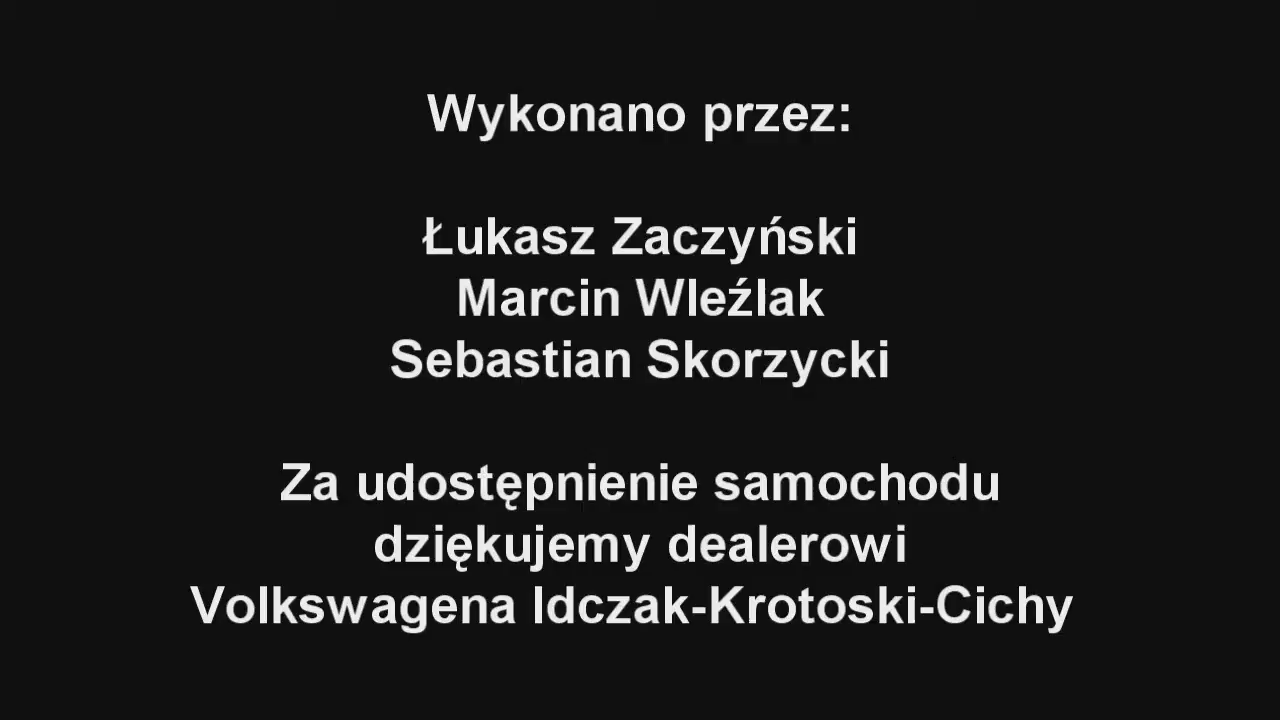 Wykonano przez:
Łukasz Zaczyński
Marcin Wleźlak
Sebastian Skorzycki
Za udostępnienie samochodu
dziękujemy dealerowi
Volkswagena Idczak-Krotoski-Cichy